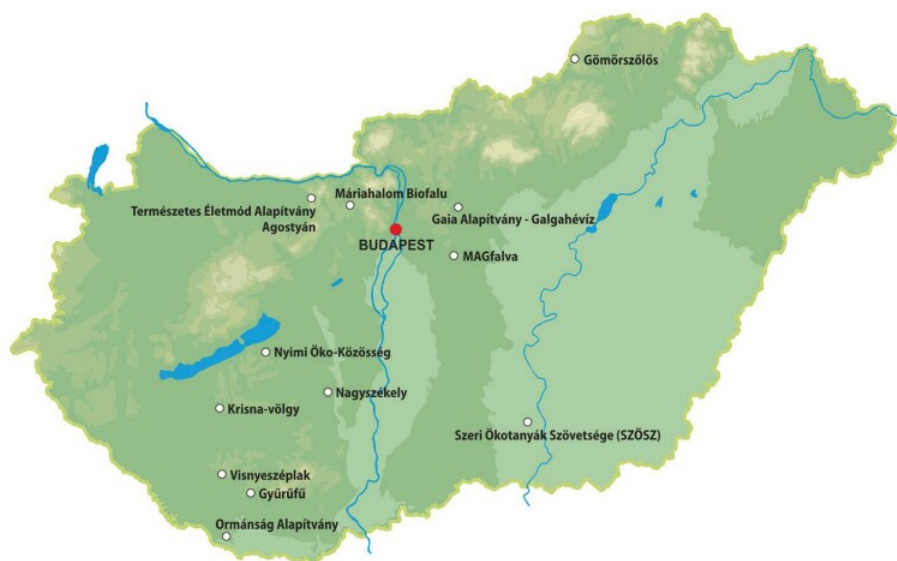 Gömörszőlős
Máriahalom Biofalu
Természetes Életmód Alapítvány
Agostyán
Gaia Alapítvány - Galgahévíz
BUDAPEST
MAGfalva
Nyimi Öko-Közösség
Nagyszékely
Krisna-völgy
Szeri Ökotanyák Szövetsége (SZÖSZ)
Visnyeszéplak
Gyűrűfű
Ormánság Alapítvány